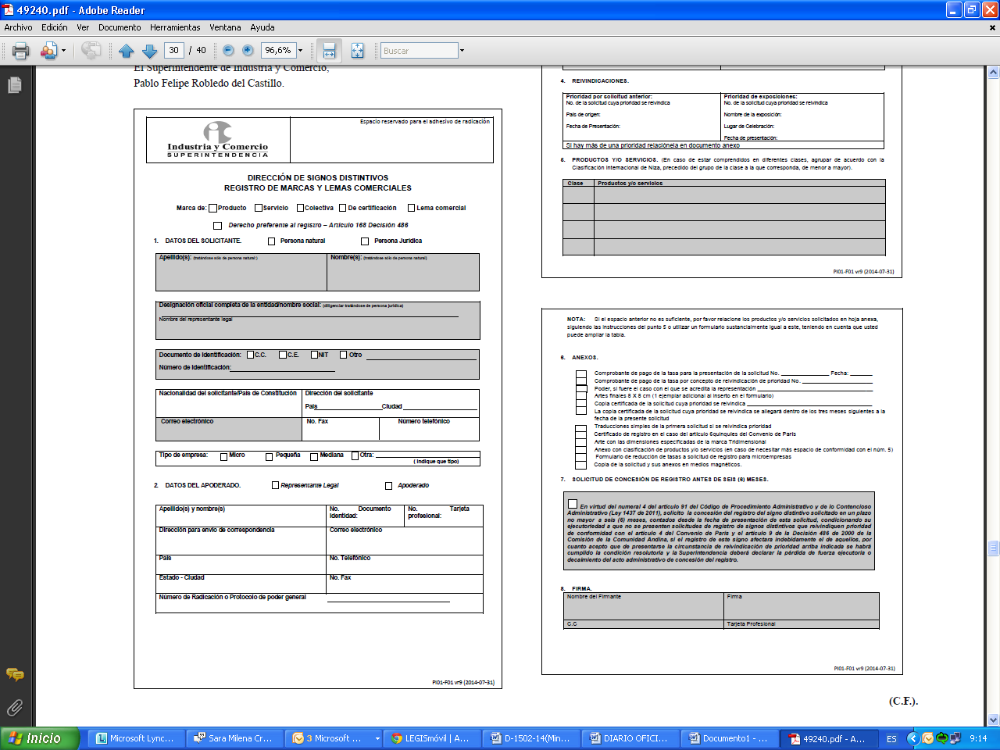 49240.pdf - Adobe Reader
Archivo Edición Ver Documento Herramientas Ventana Ayuda
30 / 40 96,6% Buscar
El Superintendente de Industria y Comercio,
Pablo Felipe Robledo del Castillo.
Industria y Comercio
SUPERINTENDENCIA
Espacio reservado para el adhesivo de radicación
DIRECCIÓN DE SIGNOS DISTINTIVOS
REGISTRO DE MARCAS Y LEMAS COMERCIALES
Marca de: Producto Servicio Colectiva De certificación Lema comercial
Derecho preferente al registro – Artículo 168 Decisión 486
1. DATOS DEL SOLICITANTE. Persona natural Persona Jurídica
Apellido(s): (tratándose sólo de persona natural:) Nombre(s): (tratándose sólo de persona natural)
Designación oficial completa de la entidad/nombre social: (diligenciar tratándose de persona jurídica)
Nombre del representante legal
Documento de Identificación: C.C. C.E. NIT Otro
Número de Identificación:
Nacionalidad del solicitante/País de Constitución Dirección del solicitante
País Ciudad
Correo electrónico No. Fax Número telefónico
Tipo de empresa: Micro Pequeña Mediana Otra:
( Indique que tipo)
2. DATOS DEL APODERADO. Representante Legal Apoderado
Apellido(s) y nombre(s) No. Documento Identidad: No. Tarjeta profesional:
Dirección para envío de correspondencia Correo electrónico
País No. Telefónico
Estado - Ciudad No. Fax
Número de Radicación o Protocolo de poder general
PI01-F01 vr9 (2014-07-31)
4. REIVINDICACIONES.
Prioridad por solicitud anterior: Prioridad de exposiciones:
No. de la solicitud cuya prioridad se reivindica No. de la solicitud cuya prioridad se reivindica
País de origen: Nombre de la exposición:
Fecha de Presentación: Lugar de Celebración:
Fecha de presentación:
Si hay más de una prioridad relaciónela en documento anexo
5. PRODUCTOS Y/O SERVICIOS. (En caso de estar comprendidos en diferentes clases, agrupar de acuerdo con la
Clasificación Internacional de Niza, precedido del grupo de la clase a la que corresponda, de menor a mayor).
Clase Productos y/o servicios
PI01-F01 vr9 (2014-07-31)
NOTA: Si el espacio anterior no es suficiente, por favor relacione los productos y/o servicios solicitados en hoja anexa,
siguiendo las instrucciones del punto 5 o utilizar un formulario sustancialmente igual a este, teniendo en cuenta que usted
puede ampliar la tabla.
6. ANEXOS.
Comprobante de pago de la tasa para la presentación de la solicitud No. Fecha:
Comprobante de pago de la tasa por concepto de reivindicación de prioridad No.
Poder, si fuere el caso con el que se acredita la representación
Artes finales 8 X 8 cm (1 ejemplar adicional al inserto en el formulario)
Copia certificada de la solicitud cuya prioridad se reivindica
La copia certificada de la solicitud cuya prioridad se reivindica se allegará dentro de los tres meses siguientes a la
fecha de la presente solicitud
Traducciones simples de la primera solicitud si se reivindica prioridad
Certificado de registro en el caso del artículo 6quinquies del Convenio de París
Arte con las dimensiones especificadas de la marca Tridimensional
Anexo con clasificación de productos y/o servicios (en caso de necesitar más espacio de conformidad con el núm. 5)
Formulario de reducción de tasas a solicitud de registro para microempresas
Copia de la solicitud y sus anexos en medios magnéticos.
7. SOLICITUD DE CONCESIÓN DE REGISTRO ANTES DE SEIS (6) MESES.
En virtud del numeral 4 del artículo 91 del Código de Procedimiento Administrativo y de lo Contencioso
Administrativo (Ley 1437 de 2011), solicito la concesión del registro del signo distintivo solicitado en un plazo
no mayor a seis (6) meses, contados desde la fecha de presentación de esta solicitud, condicionando su
ejecutoriedad a que no se presenten solicitudes de registro de signos distintivos que reivindiquen prioridad
de conformidad con el artículo 4 del Convenio de París y el artículo 9 de la Decisión 486 de 2000 de la
Comisión de la Comunidad Andina, si el registro de este signo afectara indebidamente el de aquellos, por
cuanto acepto que de presentarse la circunstancia de reivindicación de prioridad arriba indicada se habrá
cumplido la condición resolutoria y la Superintendencia deberá declarar la pérdida de fuerza ejecutoria o
decaimiento del acto administrativo de concesión del registro.
8. FIRMA.
Nombre del Firmante Firma
C.C Tarjeta Profesional
PI01-F01 vr9 (2014-07-31)
(C.F.).
Inicio Microsoft Lync... Sara Milena Cr... 3 Microsoft ... LEGISmóvil | A... D-1502-14(Min... DIARIO OFICI... Documento1 - ... 49240.pdf - A... ES 9:14